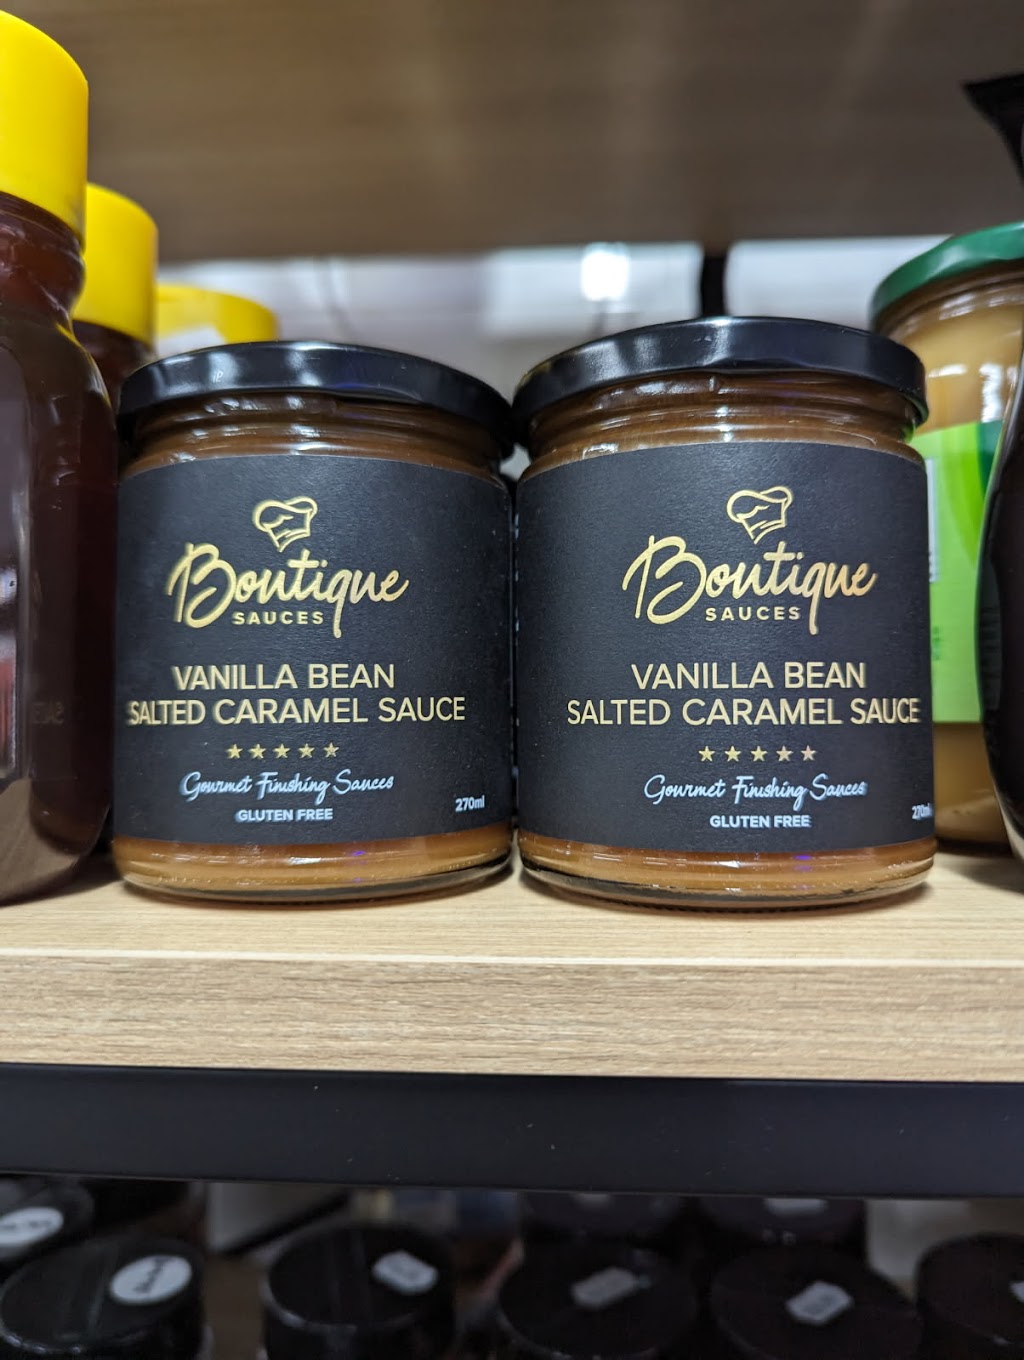 Boutique
SAUCES
VANILLA BEAN
SALTED CARAMEL SAUCE
Gourmet Finishing Sauces
GLUTEN FREE
270ml
Boutique
SAUCES
VANILLA BEAN
SALTED CARAMEL SAUCE
Gourmet Finishing Sauces
GLUTEN FREE
270ml